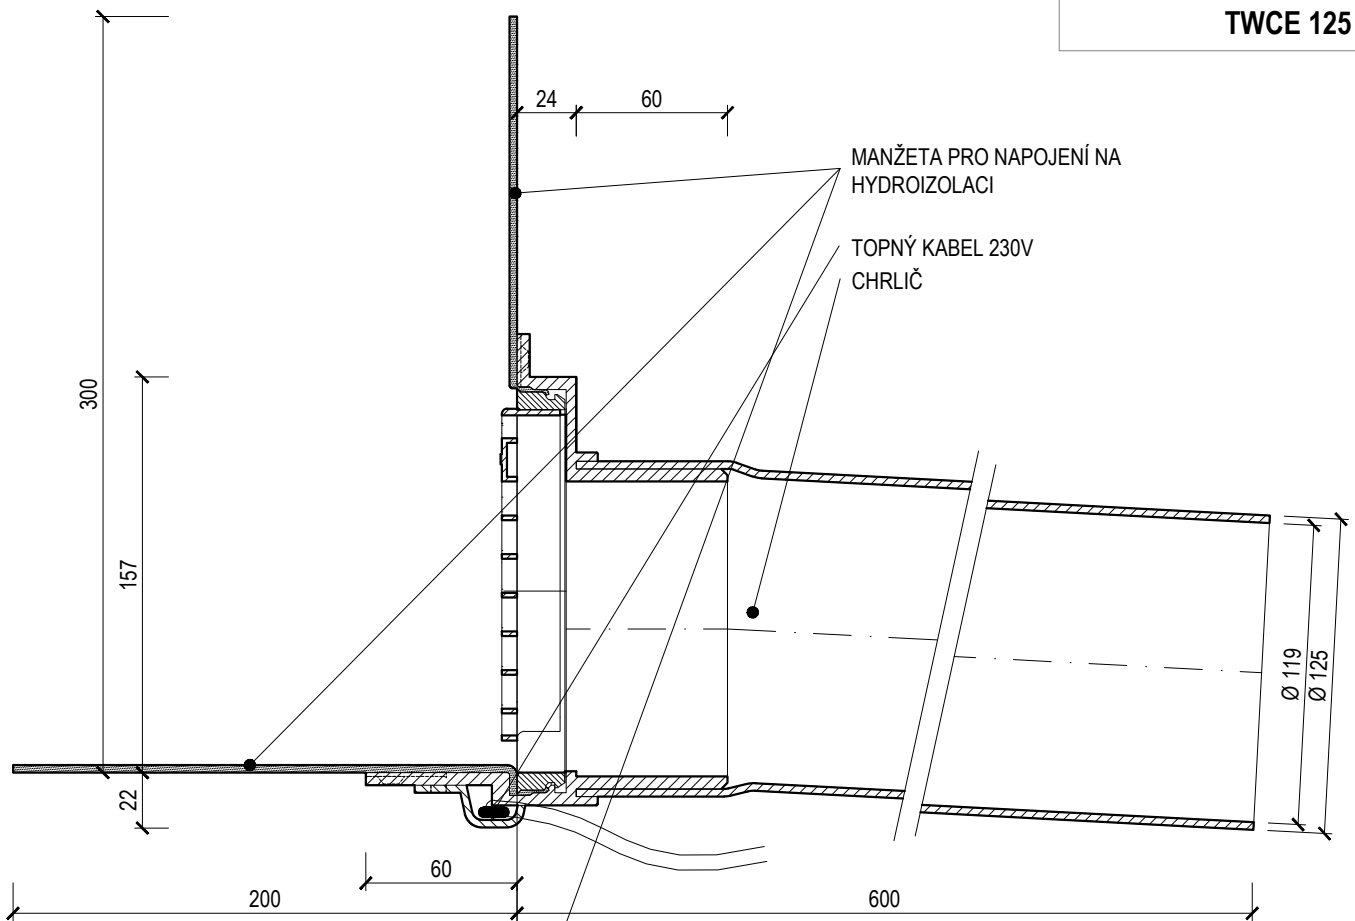 TWCE 125
24
60
MANŽETA PRO NAPOJENÍ NA
HYDROIZOLACI
TOPNÝ KABEL 230V
CHRLIČ
300
157
22
Ø 119
Ø 125
60
200
600